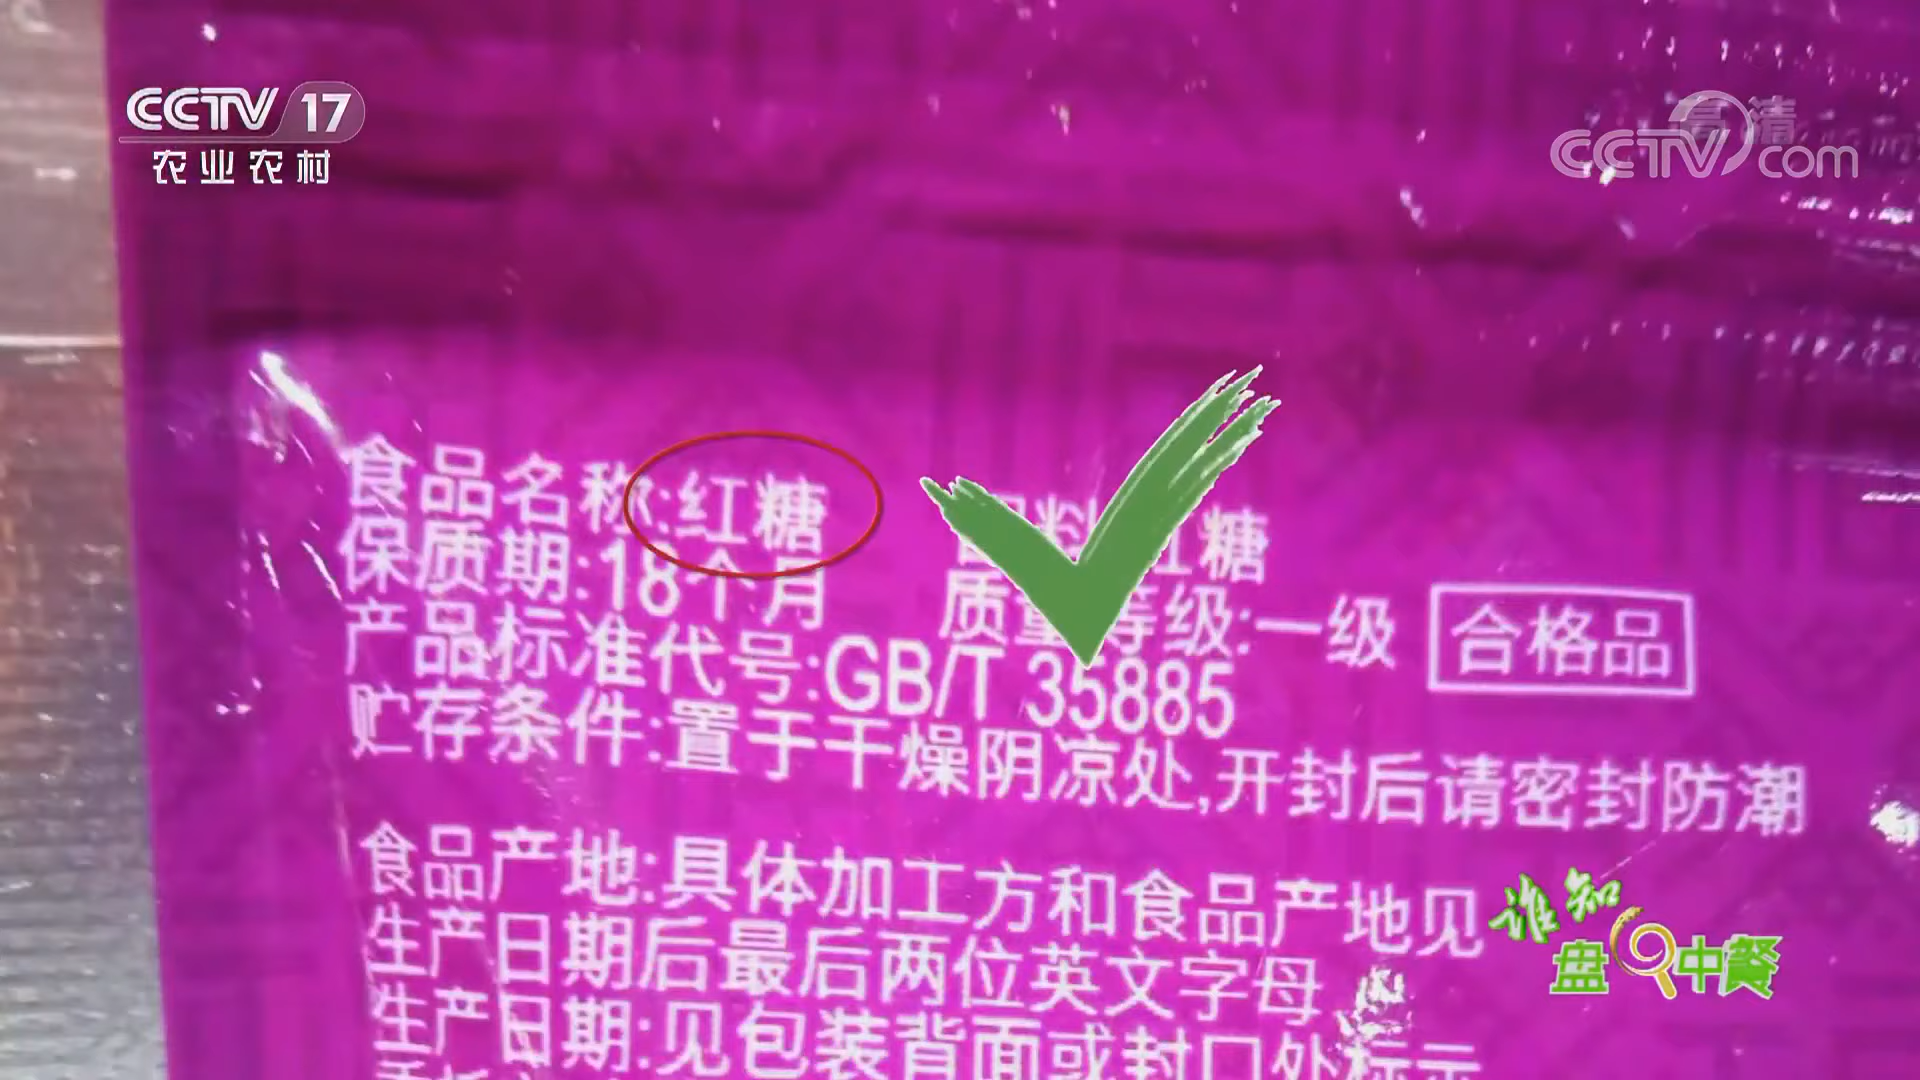 CCTV 17
农业农村
高清
CCTV com
食品名称:红糖
料 糖
保质期:18个月
质量等级:一级
合格品
产品标准代号:GB/T 35885
贮存条件:置于干燥阴凉处,开封后请密封防潮
食品产地:具体加工方和食品产地见
生产日期后最后两位英文字母
生产日期:见包装背面或封口处标示
谁知
盘中餐